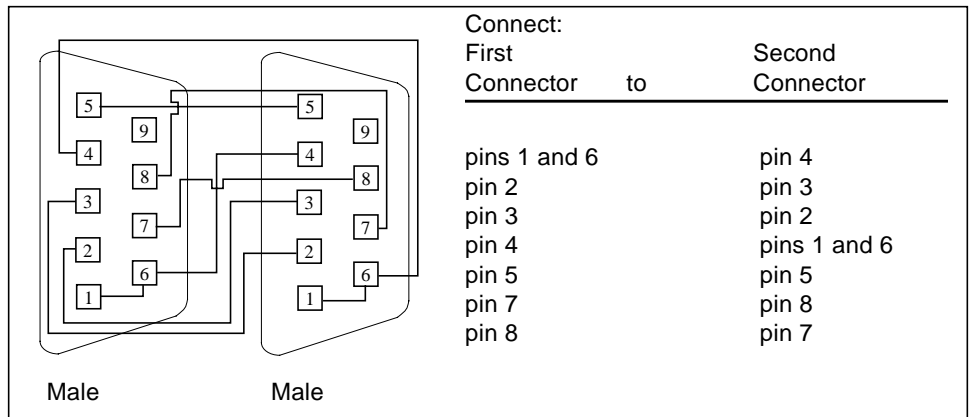 Connect:
First Second
Connector to Connector
pins 1 and 6 pin 4
pin 2 pin 3
pin 3 pin 2
pin 4 pins 1 and 6
pin 5 pin 5
pin 7 pin 8
pin 8 pin 7
5
9
4
8
3
7
2
6
1
5
9
4
8
3
7
2
6
1
Male Male